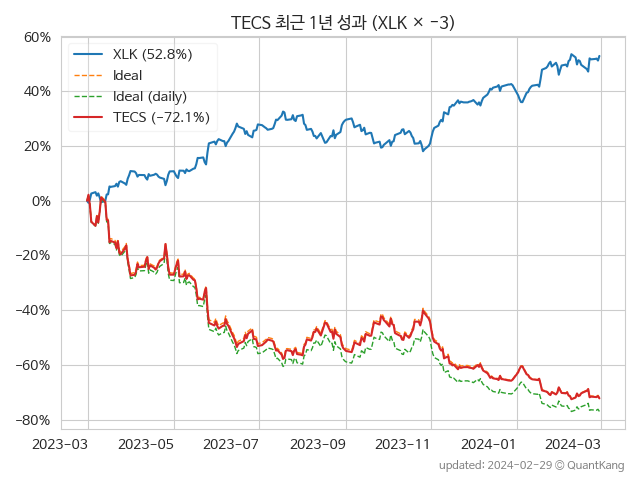 TECS 최근 1년 성과 (XLK × −3)
60%
40%
20%
0%
−20%
−40%
−60%
−80%
XLK (52.8%)
Ideal
Ideal (daily)
TECS (−72.1%)
2023-03
2023-05
2023-07
2023-09
2023-11
2024-01
2024-03
updated: 2024-02-29 © QuantKang